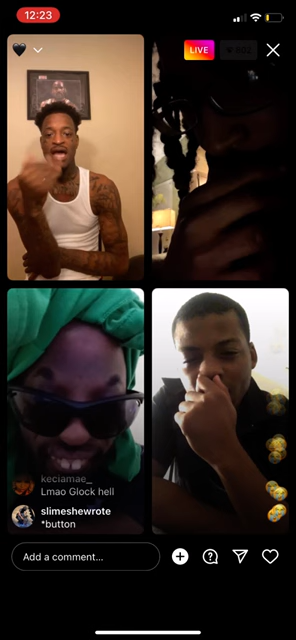 12:23
LIVE
keciamae_
Lmao Glock hell
slimeshewrote
*button
Add a comment...